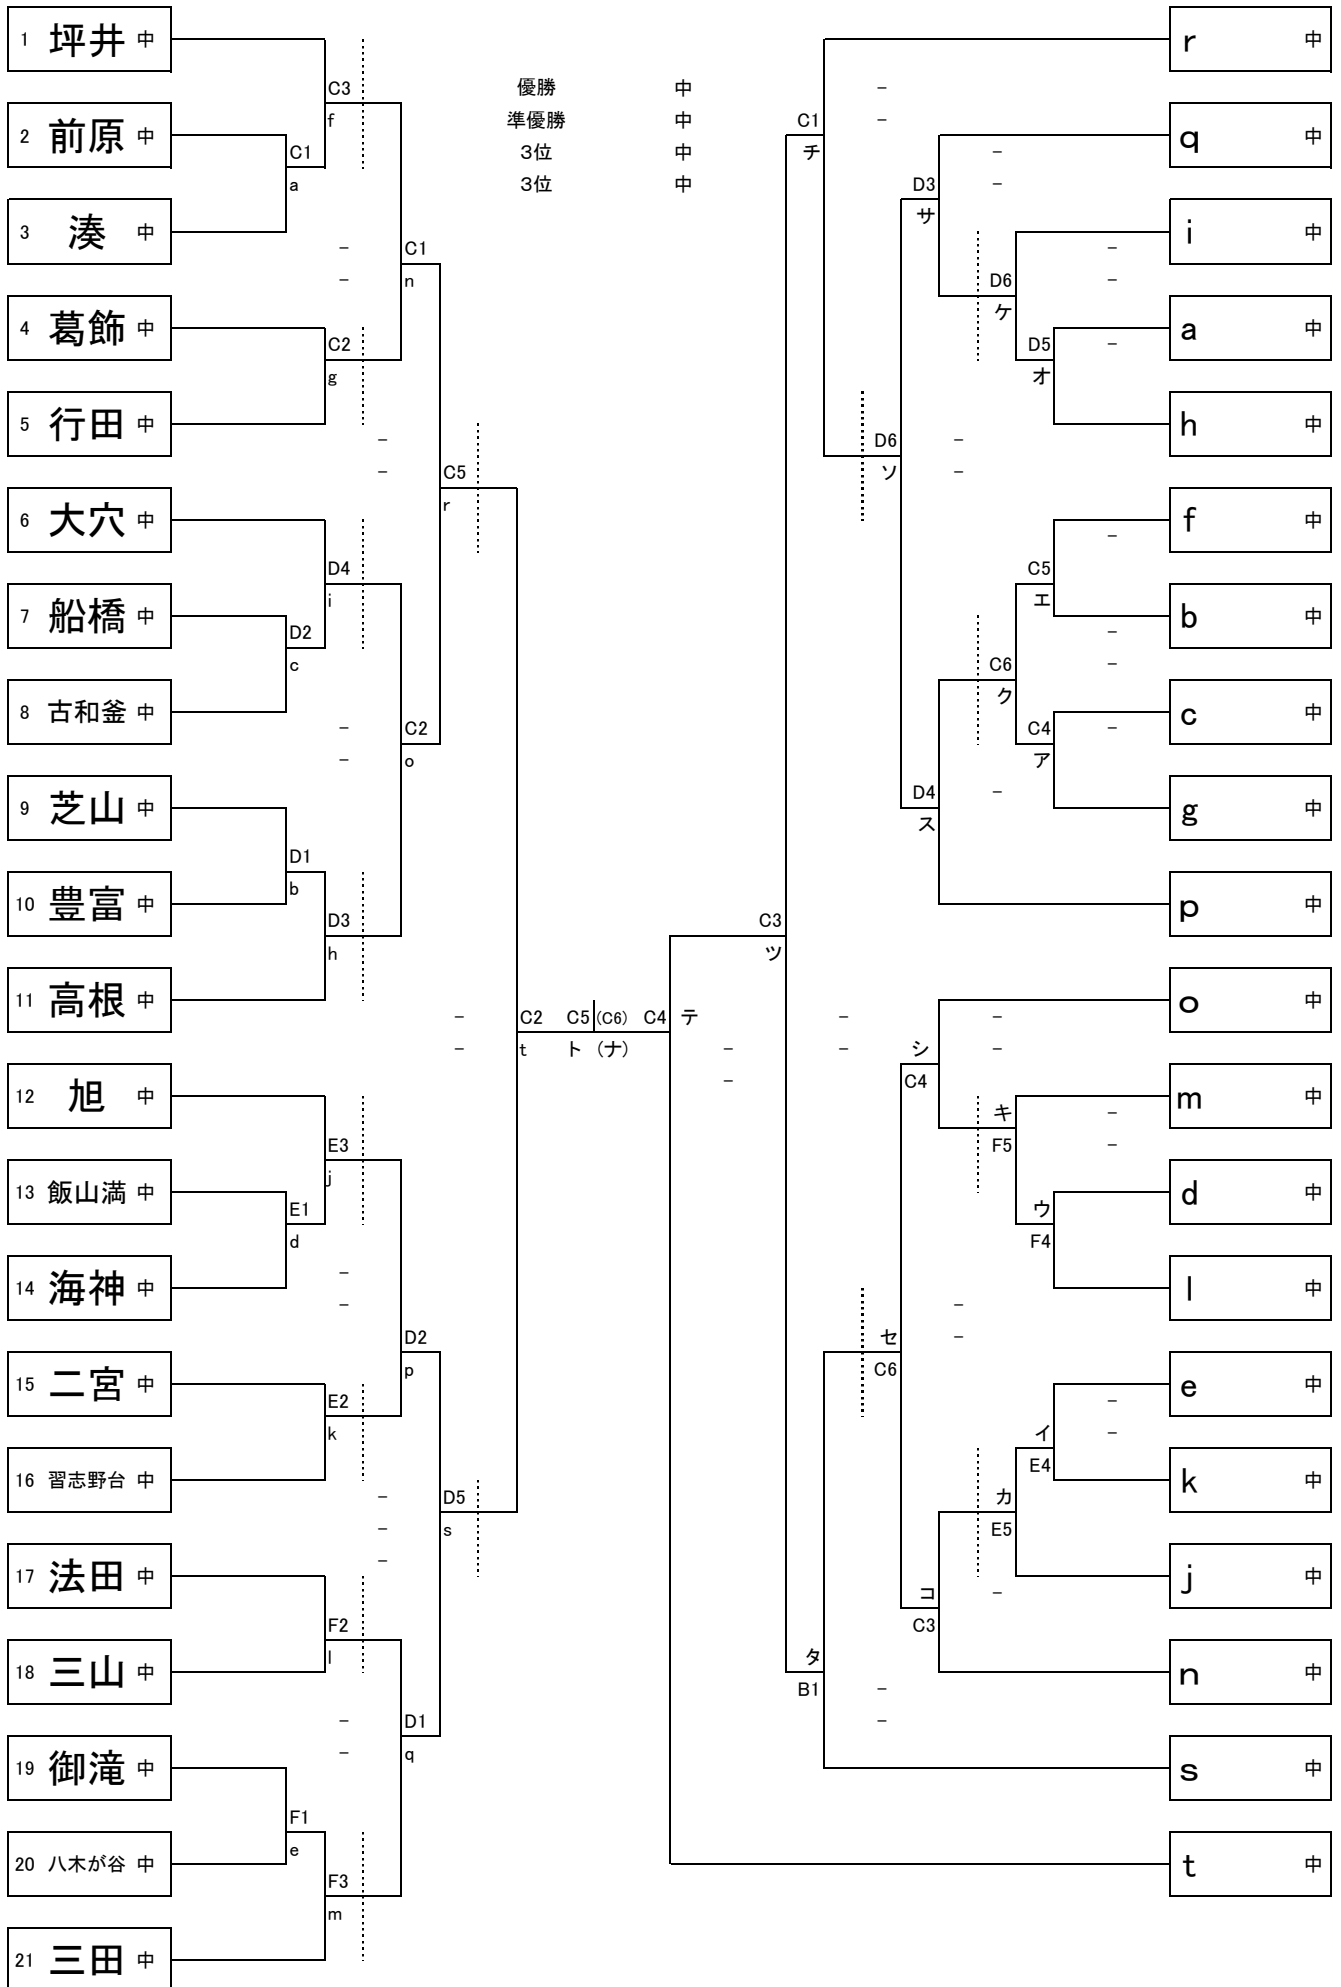 1 坪井 中
2 前原 中
3 湊 中
4 葛飾 中
5 行田 中
6 大穴 中
7 船橋 中
8 古和釜 中
9 芝山 中
10 豊富 中
11 高根 中
12 旭 中
13 飯山満 中
14 海神 中
15 二宮 中
16 習志野台 中
17 法田 中
18 三山 中
19 御滝 中
20 八木が谷 中
21 三田 中
C1
a
D2
c
D1
b
E1
d
F1
e
C3
f
C2
g
D4
i
D3
h
E3
j
E2
k
F2
l
F3
m
–
–
C1
n
–
–
C2
o
–
–
D2
p
–
–
D1
q
–
–
C5
r
–
–
–
D5
s
–
–
C2
t
優勝 中
準優勝 中
3位 中
3位 中
C5 (C6)
ト (ナ)
C4 テ
–
–
C3
ツ
–
–
C1
チ
–
–
タ
B1
–
–
D6
ソ
–
–
セ
C6
–
–
D3
サ
–
–
D4
ス
–
シ
C4
–
–
コ
C3
–
D6
ケ
–
–
D5
オ
–
C5
エ
–
C6
ク
–
–
C4
ア
–
キ
F5
–
–
ウ
F4
イ
E4
–
–
カ
E5
r 中
q 中
i 中
a 中
h 中
f 中
b 中
c 中
g 中
p 中
o 中
m 中
d 中
l 中
e 中
k 中
j 中
n 中
s 中
t 中